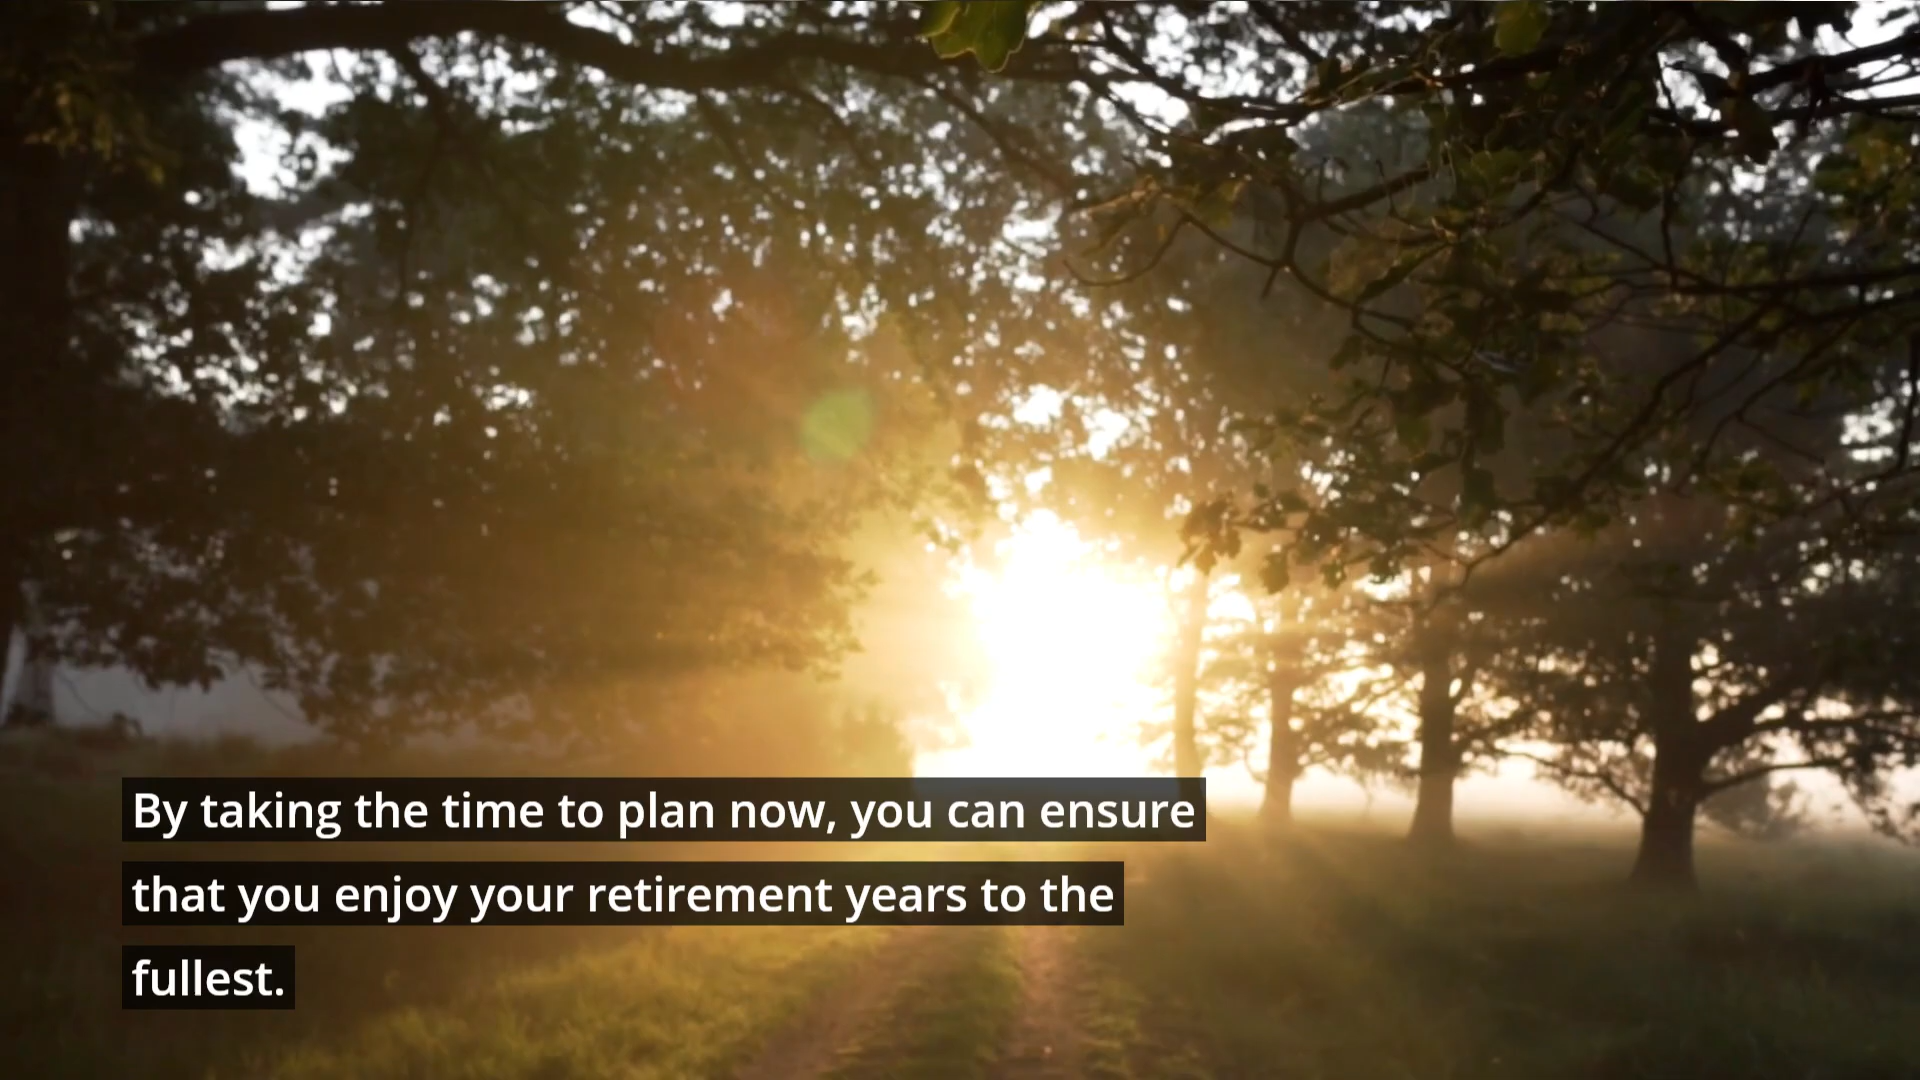 By taking the time to plan now, you can ensure
that you enjoy your retirement years to the
fullest.